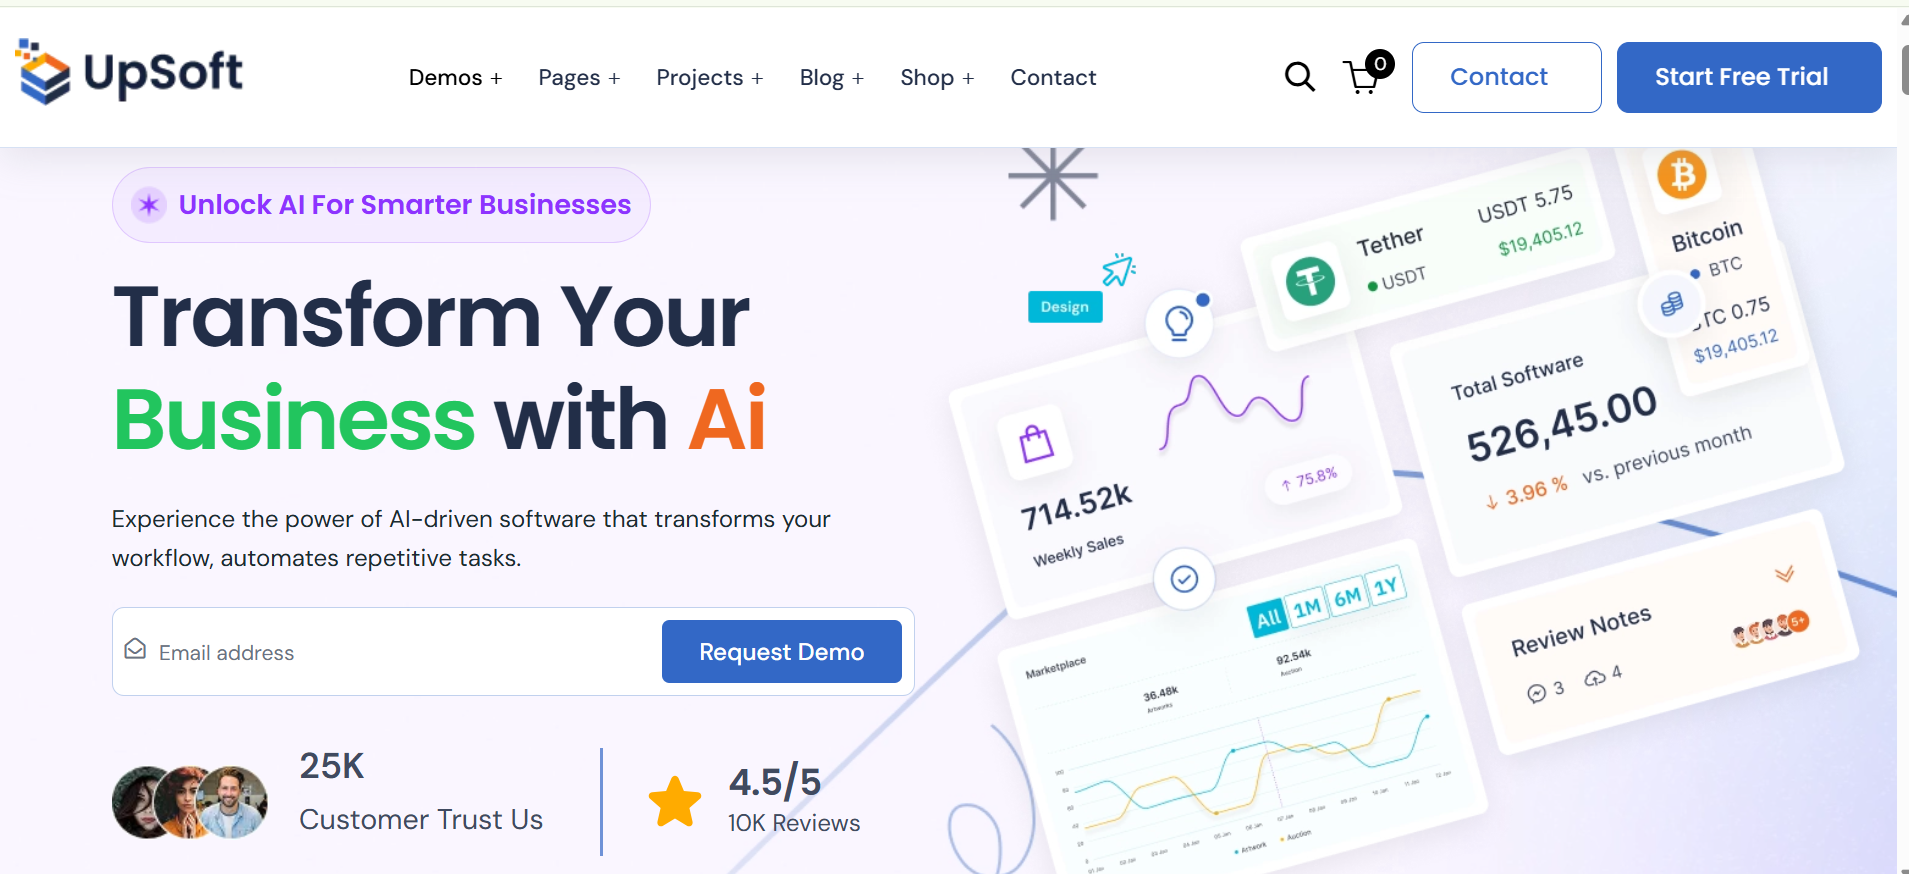 UpSoft
Demos +
Pages +
Projects +
Blog +
Shop +
Contact
0
Contact
Start Free Trial
Unlock AI For Smarter Businesses
Transform Your
Business with Ai
Experience the power of AI-driven software that transforms your
workflow, automates repetitive tasks.
Email address
Request Demo
25K
Customer Trust Us
4.5/5
10K Reviews
Design
Tether
USDT
USDT 5.75
$19,405.12
Bitcoin
BTC
TC 0.75
$19,405.12
714.52k
Weekly Sales
↑ 75.8%
Total Software
526,45.00
↓ 3.96 % vs. previous month
Marketplace
All 1M 6M 1Y
36.48k
Artworks
92.54k
Auction
Artwork
Auction
Review Notes
3
4
5+